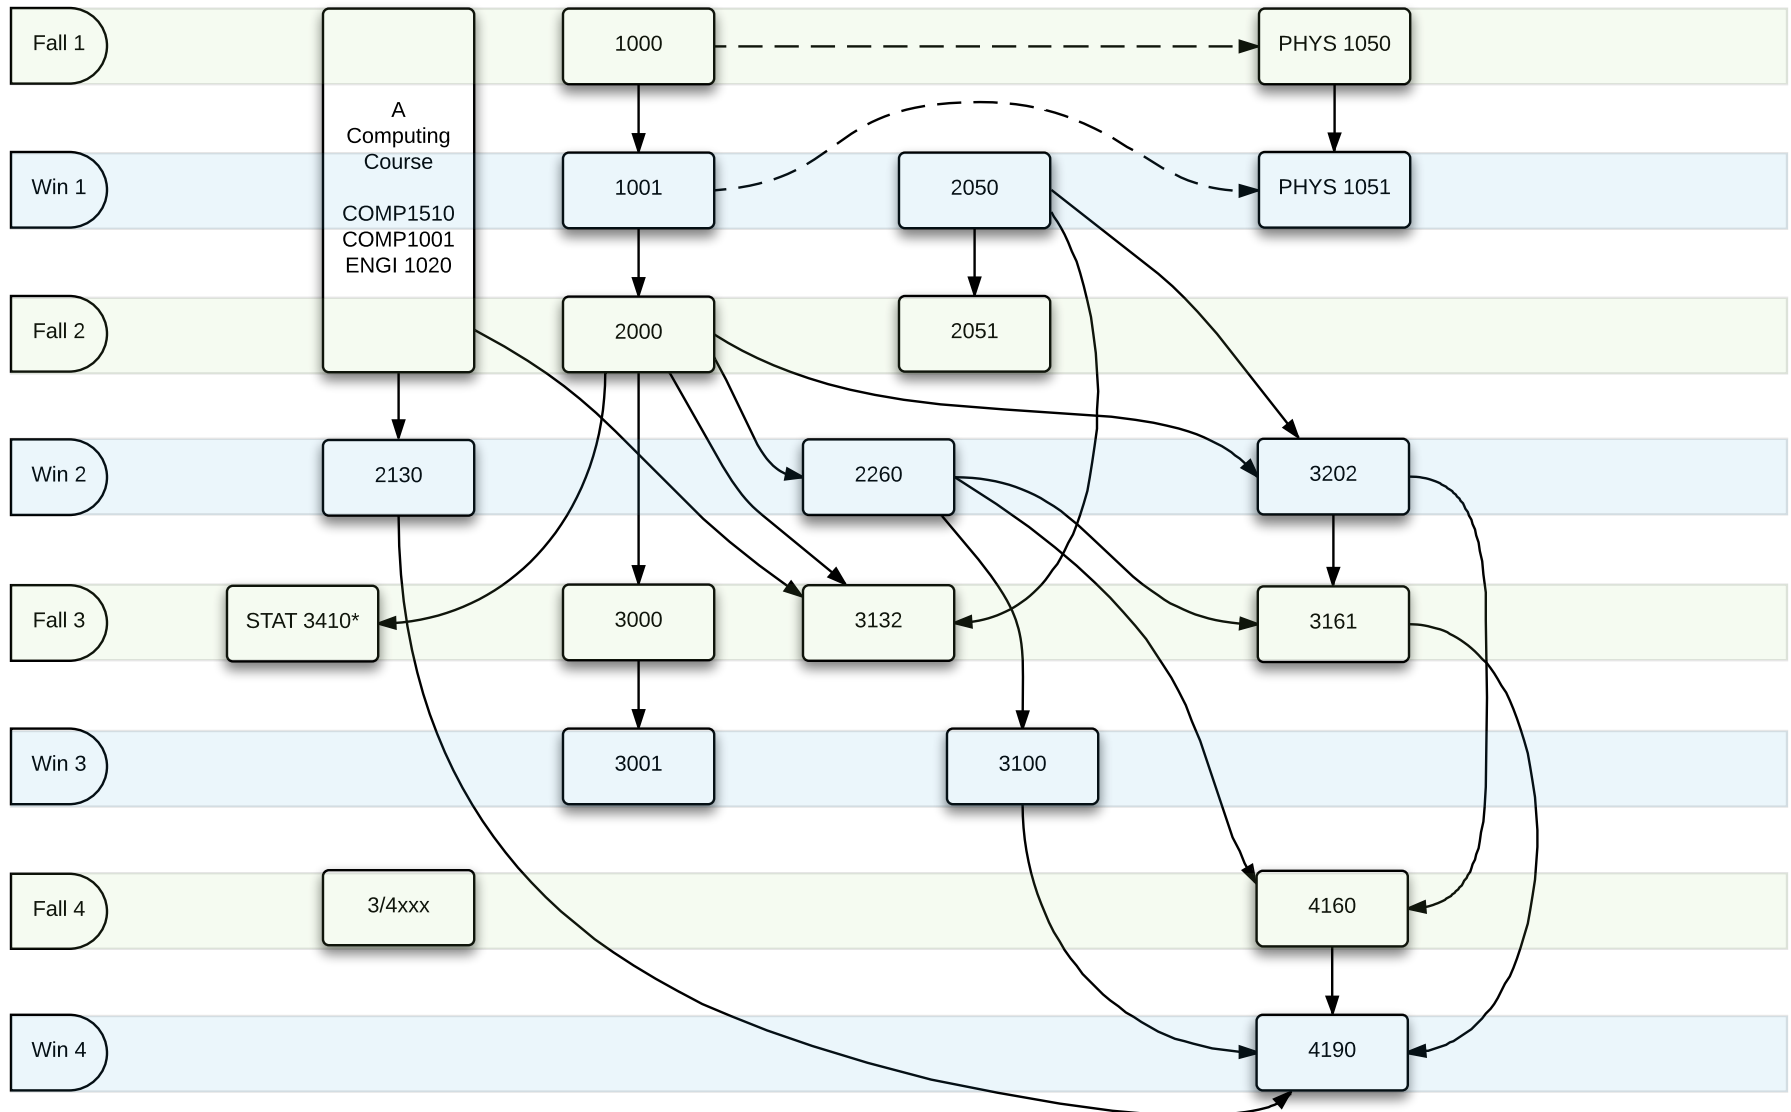 Fall 1
1000
PHYS 1050
A
Computing
Course
COMP1510
COMP1001
ENGI 1020
Win 1
1001
2050
PHYS 1051
Fall 2
2000
2051
Win 2
2130
2260
3202
Fall 3
STAT 3410*
3000
3132
3161
Win 3
3001
3100
Fall 4
3/4xxx
4160
Win 4
4190